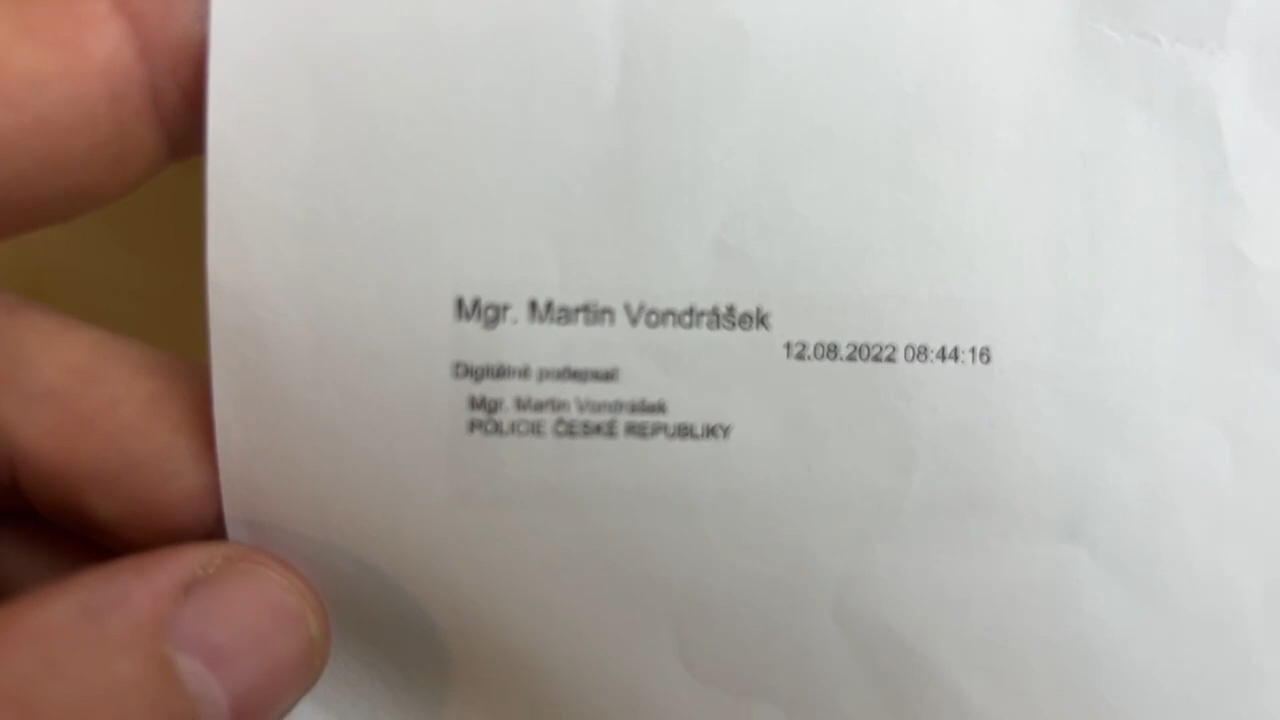 Mgr. Martin Vondrášek
12.08.2022 08:44:16
Digitálně podepsal
Mgr. Martin Vondrášek
POLICIE ČESKÉ REPUBLIKY